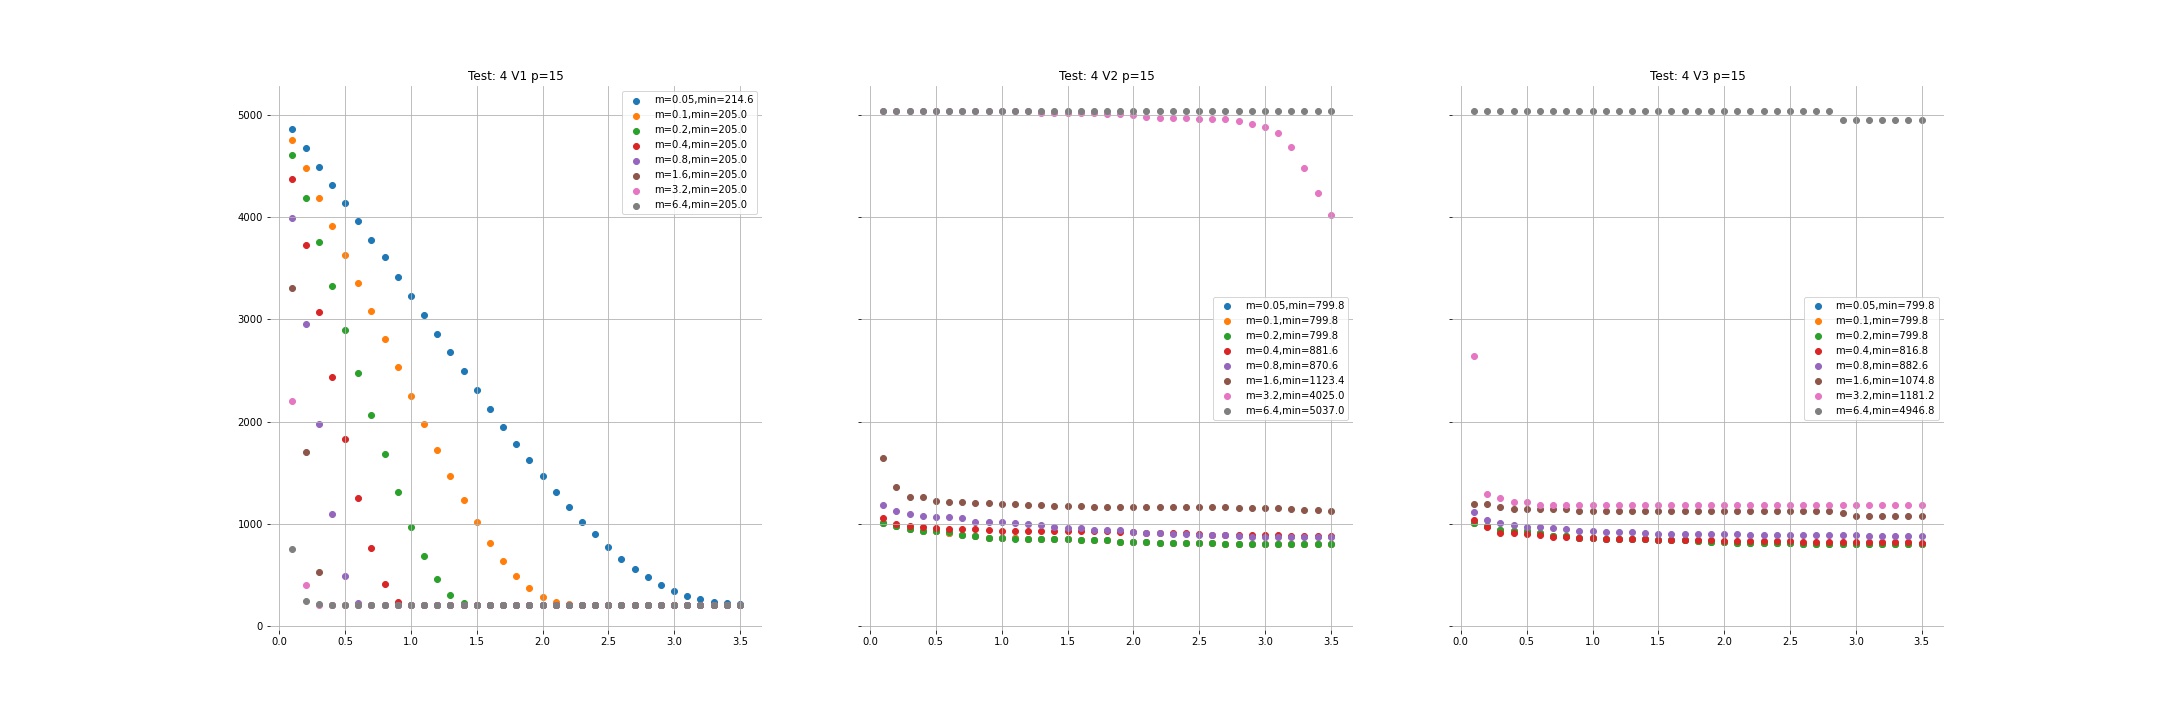 Test: 4 V1 p=15
5000
4000
3000
2000
1000
0
0.0 0.5 1.0 1.5 2.0 2.5 3.0 3.5
m=0.05,min=214.6
m=0.1,min=205.0
m=0.2,min=205.0
m=0.4,min=205.0
m=0.8,min=205.0
m=1.6,min=205.0
m=3.2,min=205.0
m=6.4,min=205.0
Test: 4 V2 p=15
m=0.05,min=799.8
m=0.1,min=799.8
m=0.2,min=799.8
m=0.4,min=881.6
m=0.8,min=870.6
m=1.6,min=1123.4
m=3.2,min=4025.0
m=6.4,min=5037.0
0.0 0.5 1.0 1.5 2.0 2.5 3.0 3.5
Test: 4 V3 p=15
m=0.05,min=799.8
m=0.1,min=799.8
m=0.2,min=799.8
m=0.4,min=816.8
m=0.8,min=882.6
m=1.6,min=1074.8
m=3.2,min=1181.2
m=6.4,min=4946.8
0.0 0.5 1.0 1.5 2.0 2.5 3.0 3.5